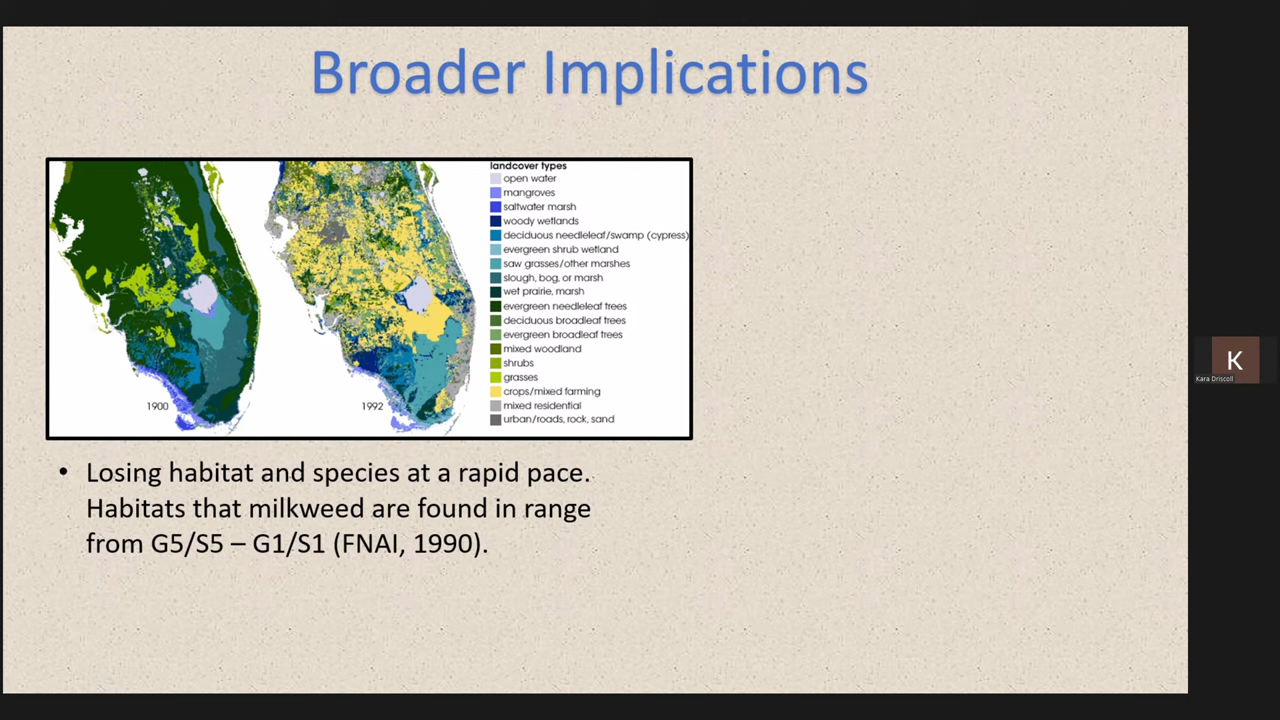 Broader Implications
landcover types
open water
mangroves
saltwater marsh
woody wetlands
deciduous needleleaf/swamp (cypress)
evergreen shrub wetland
saw grasses/other marshes
slough, bog, or marsh
wet prairie, marsh
evergreen needleleaf trees
deciduous broadleaf trees
evergreen broadleaf trees
mixed woodland
shrubs
grasses
crops/mixed farming
mixed residential
urban/roads, rock, sand
1900
1992
• Losing habitat and species at a rapid pace.
Habitats that milkweed are found in range
from G5/S5 – G1/S1 (FNAI, 1990).
K
Kara Driscoll